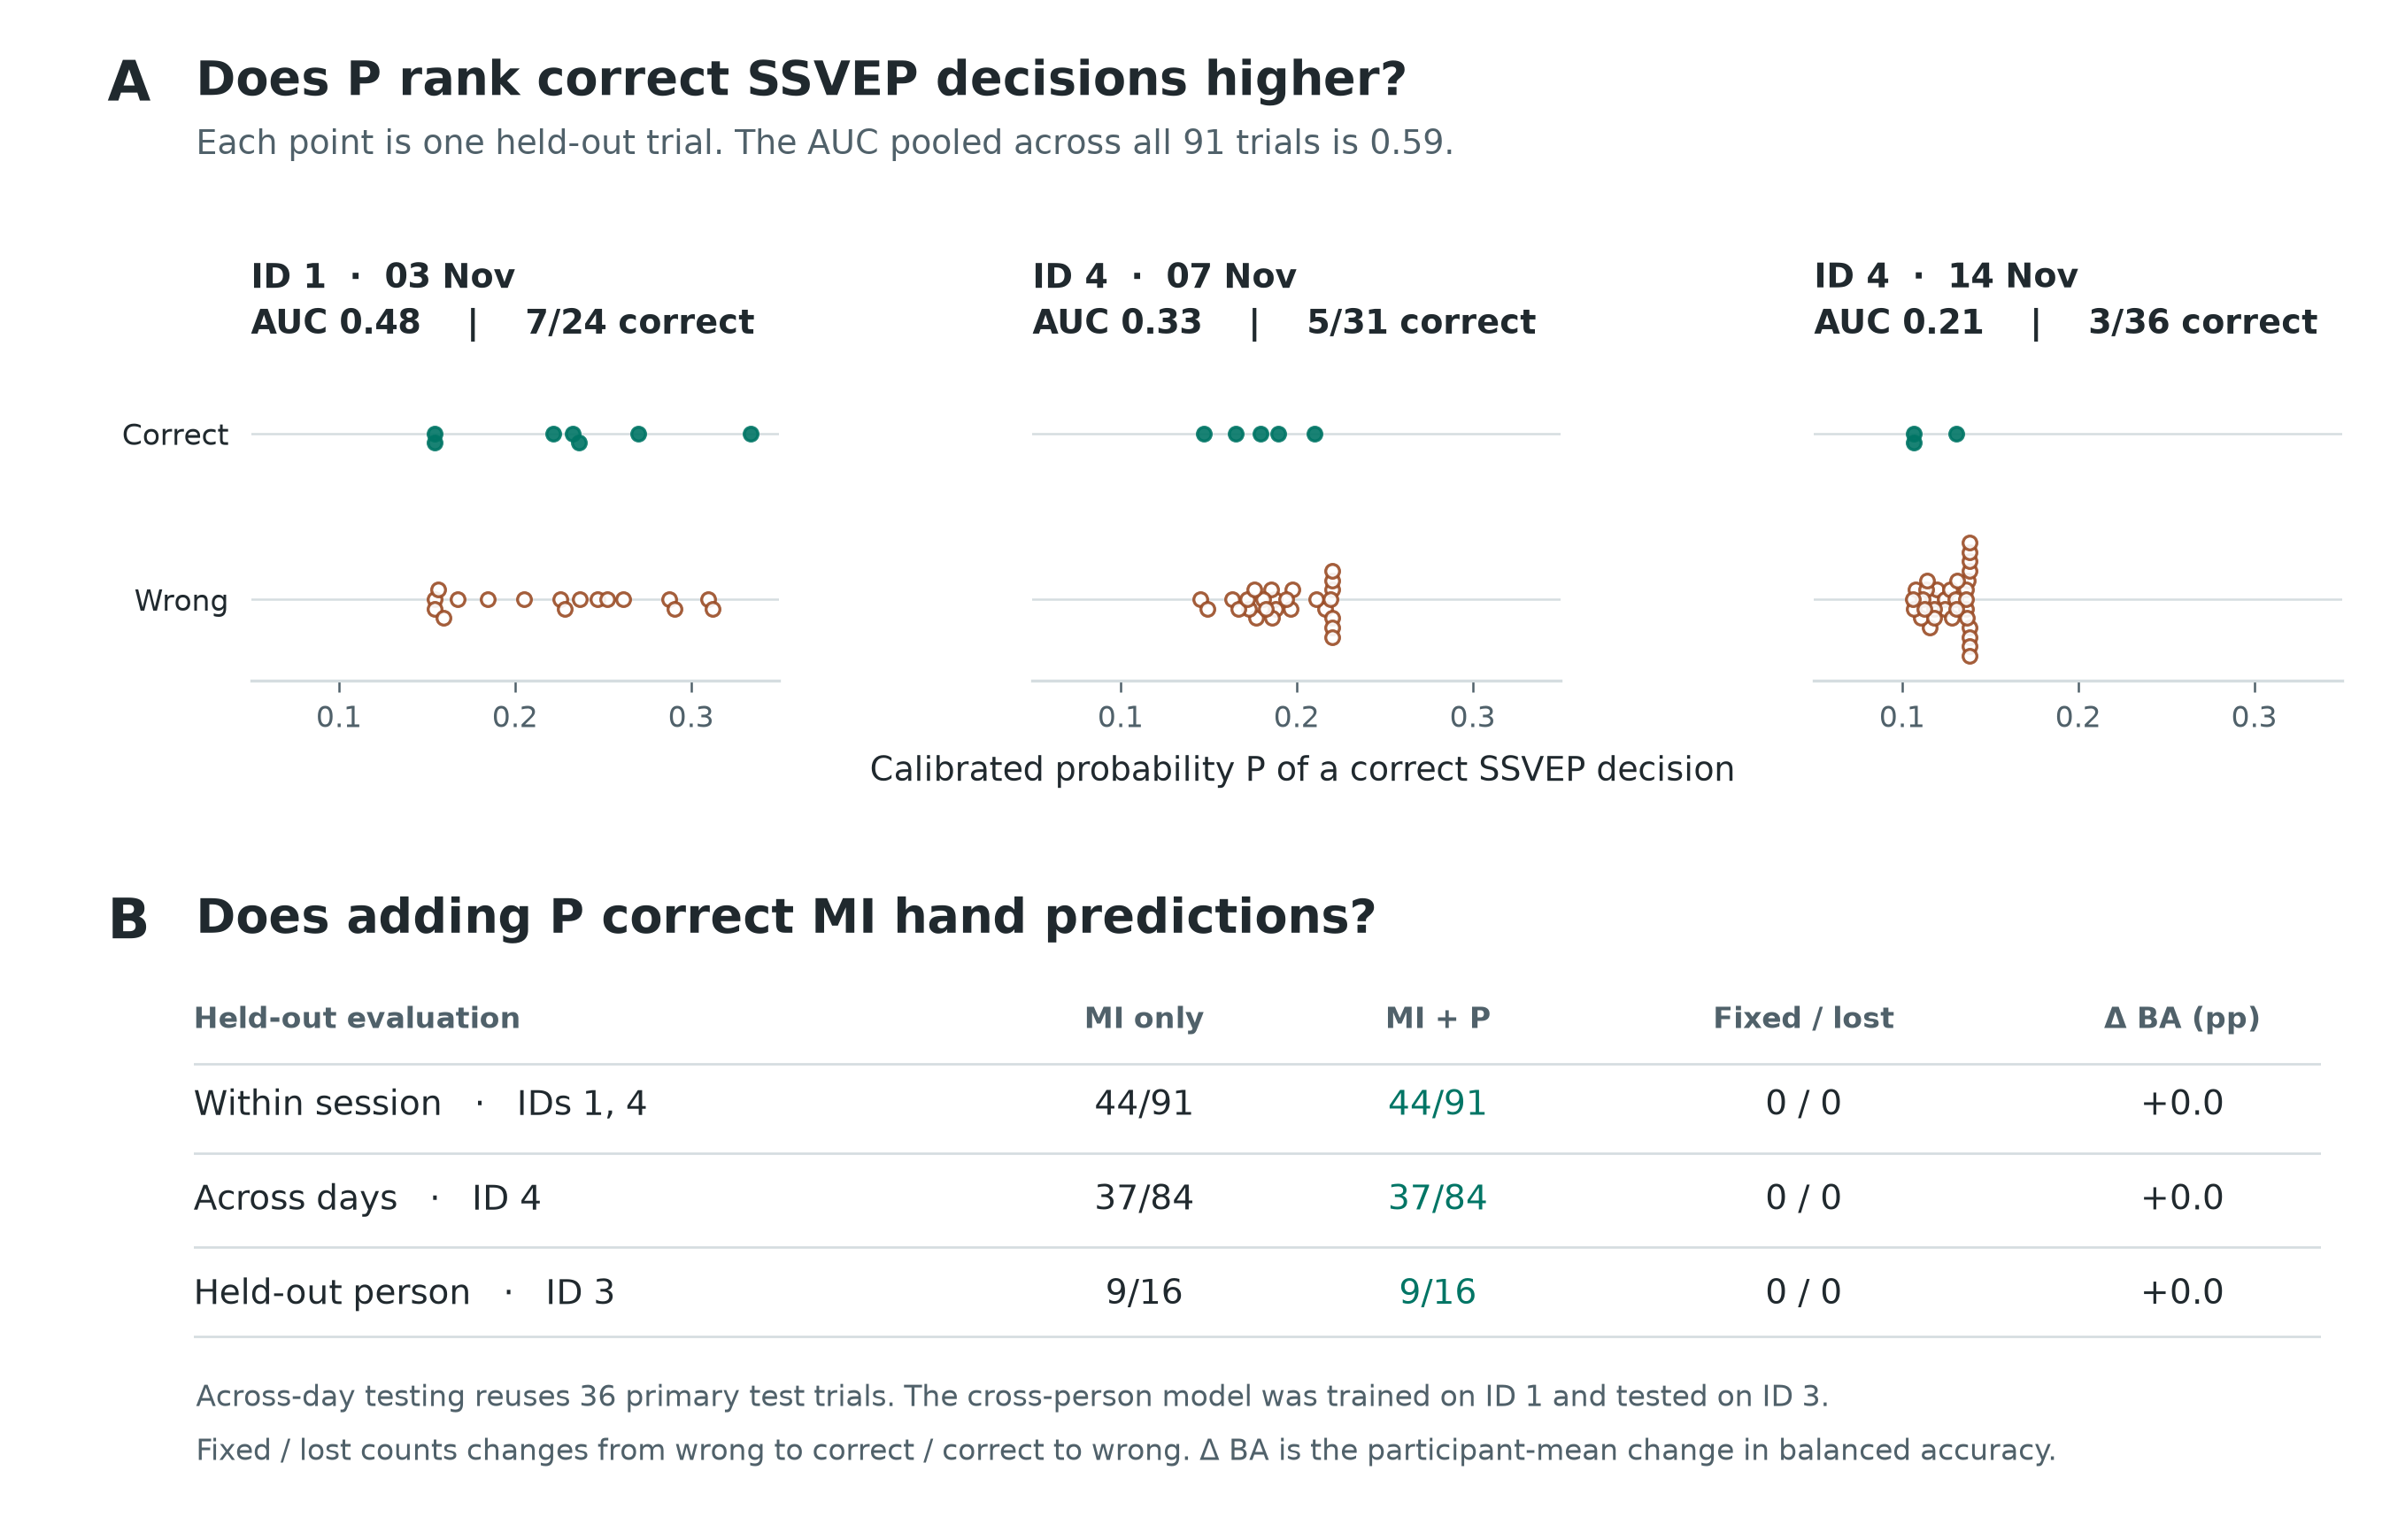 A Does P rank correct SSVEP decisions higher?
Each point is one held-out trial. The AUC pooled across all 91 trials is 0.59.
ID 1 · 03 Nov
AUC 0.48 | 7/24 correct
ID 4 · 07 Nov
AUC 0.33 | 5/31 correct
ID 4 · 14 Nov
AUC 0.21 | 3/36 correct
Correct
Wrong
0.1 0.2 0.3
0.1 0.2 0.3
0.1 0.2 0.3
Calibrated probability P of a correct SSVEP decision
B Does adding P correct MI hand predictions?
Held-out evaluation MI only MI + P Fixed / lost Δ BA (pp)
Within session · IDs 1, 4 44/91 44/91 0 / 0 +0.0
Across days · ID 4 37/84 37/84 0 / 0 +0.0
Held-out person · ID 3 9/16 9/16 0 / 0 +0.0
Across-day testing reuses 36 primary test trials. The cross-person model was trained on ID 1 and tested on ID 3.
Fixed / lost counts changes from wrong to correct / correct to wrong. Δ BA is the participant-mean change in balanced accuracy.